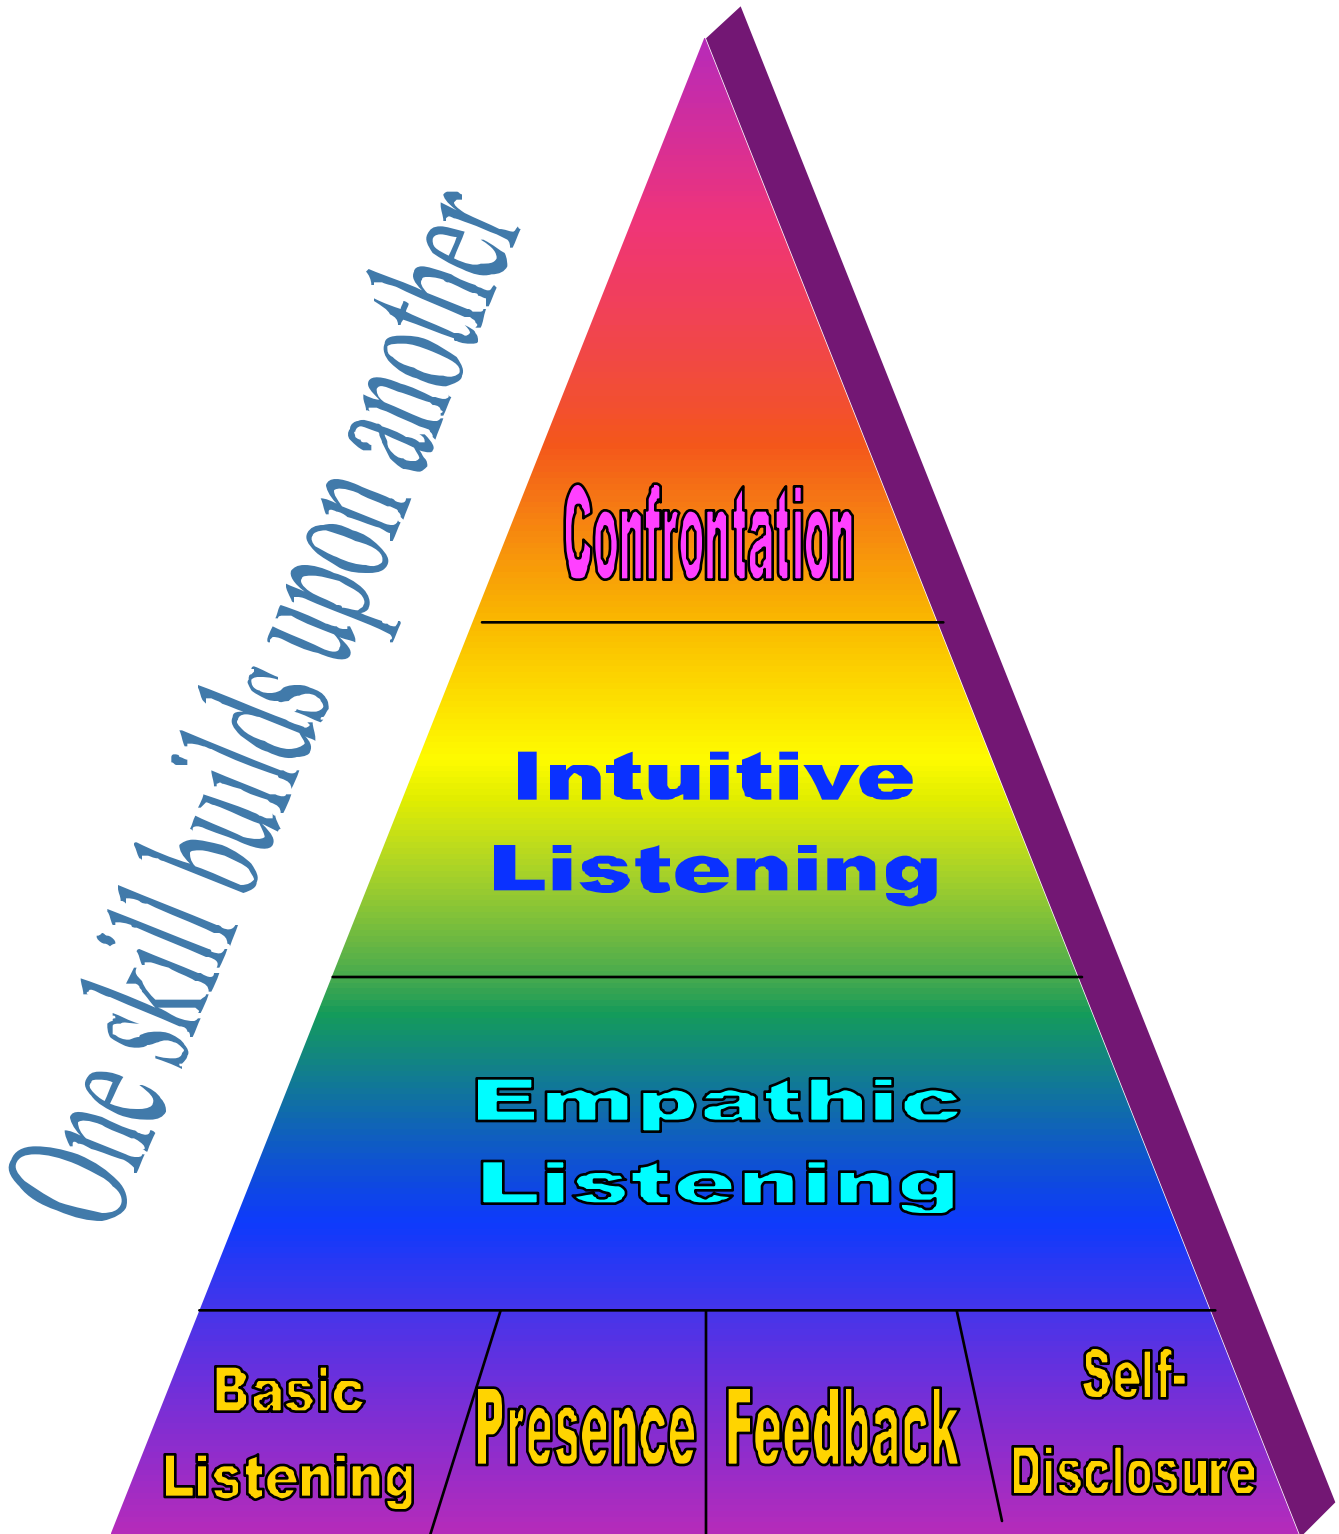 One skill builds upon another
Confrontation
Intuitive
Listening
Empathic
Listening
Basic
Listening
Presence
Feedback
Self-
Disclosure